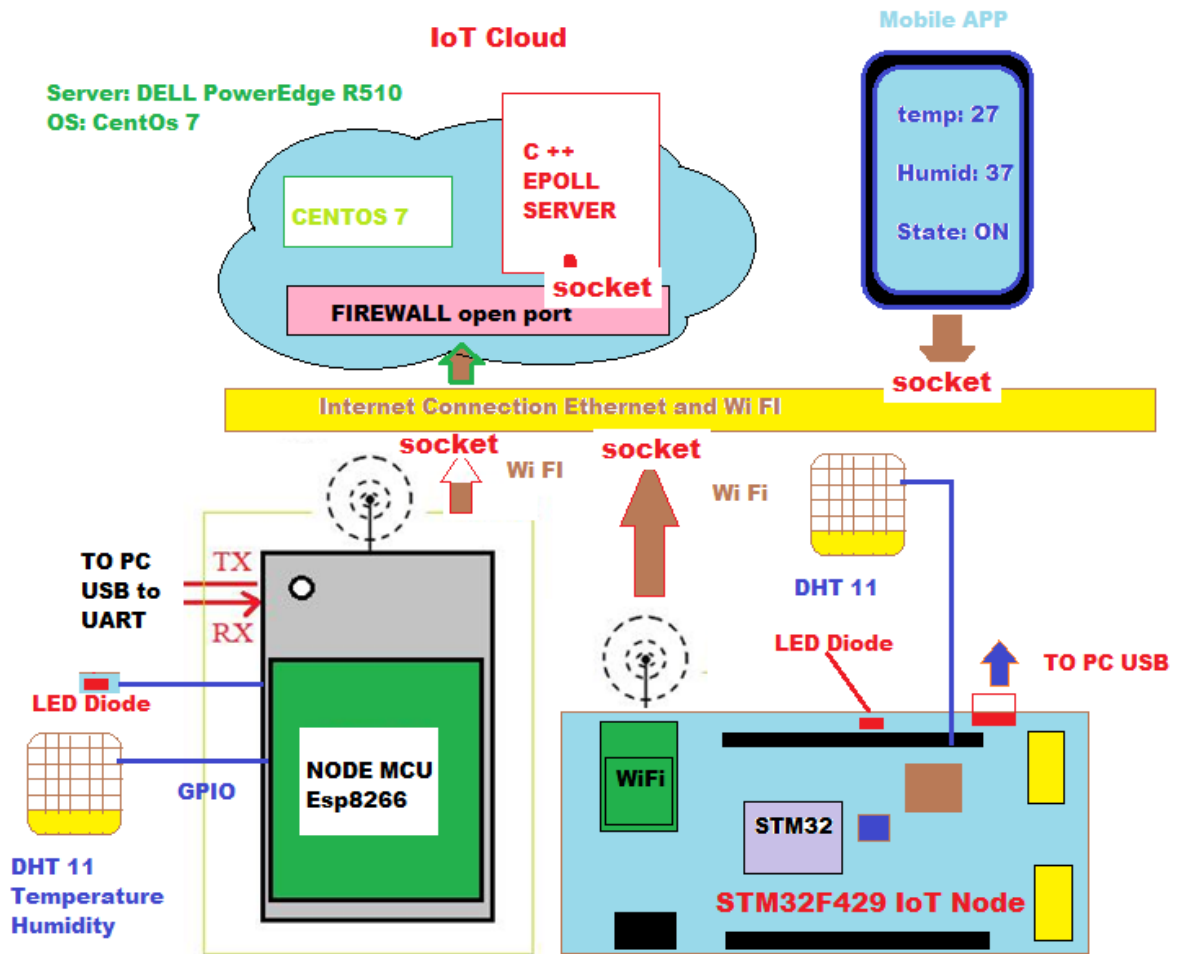 Mobile APP
IoT Cloud
Server: DELL PowerEdge R510
OS: CentOs 7
temp: 27
Humid: 37
State: ON
C ++
EPOLL
SERVER
CENTOS 7
socket
FIREWALL open port
socket
Internet Connection Ethernet and Wi FI
socket
socket
Wi FI
Wi Fi
TO PC
USB to
UART
TX
RX
DHT 11
LED Diode
TO PC USB
LED Diode
GPIO
NODE MCU
Esp8266
WiFi
STM32
DHT 11
Temperature
Humidity
STM32F429 IoT Node